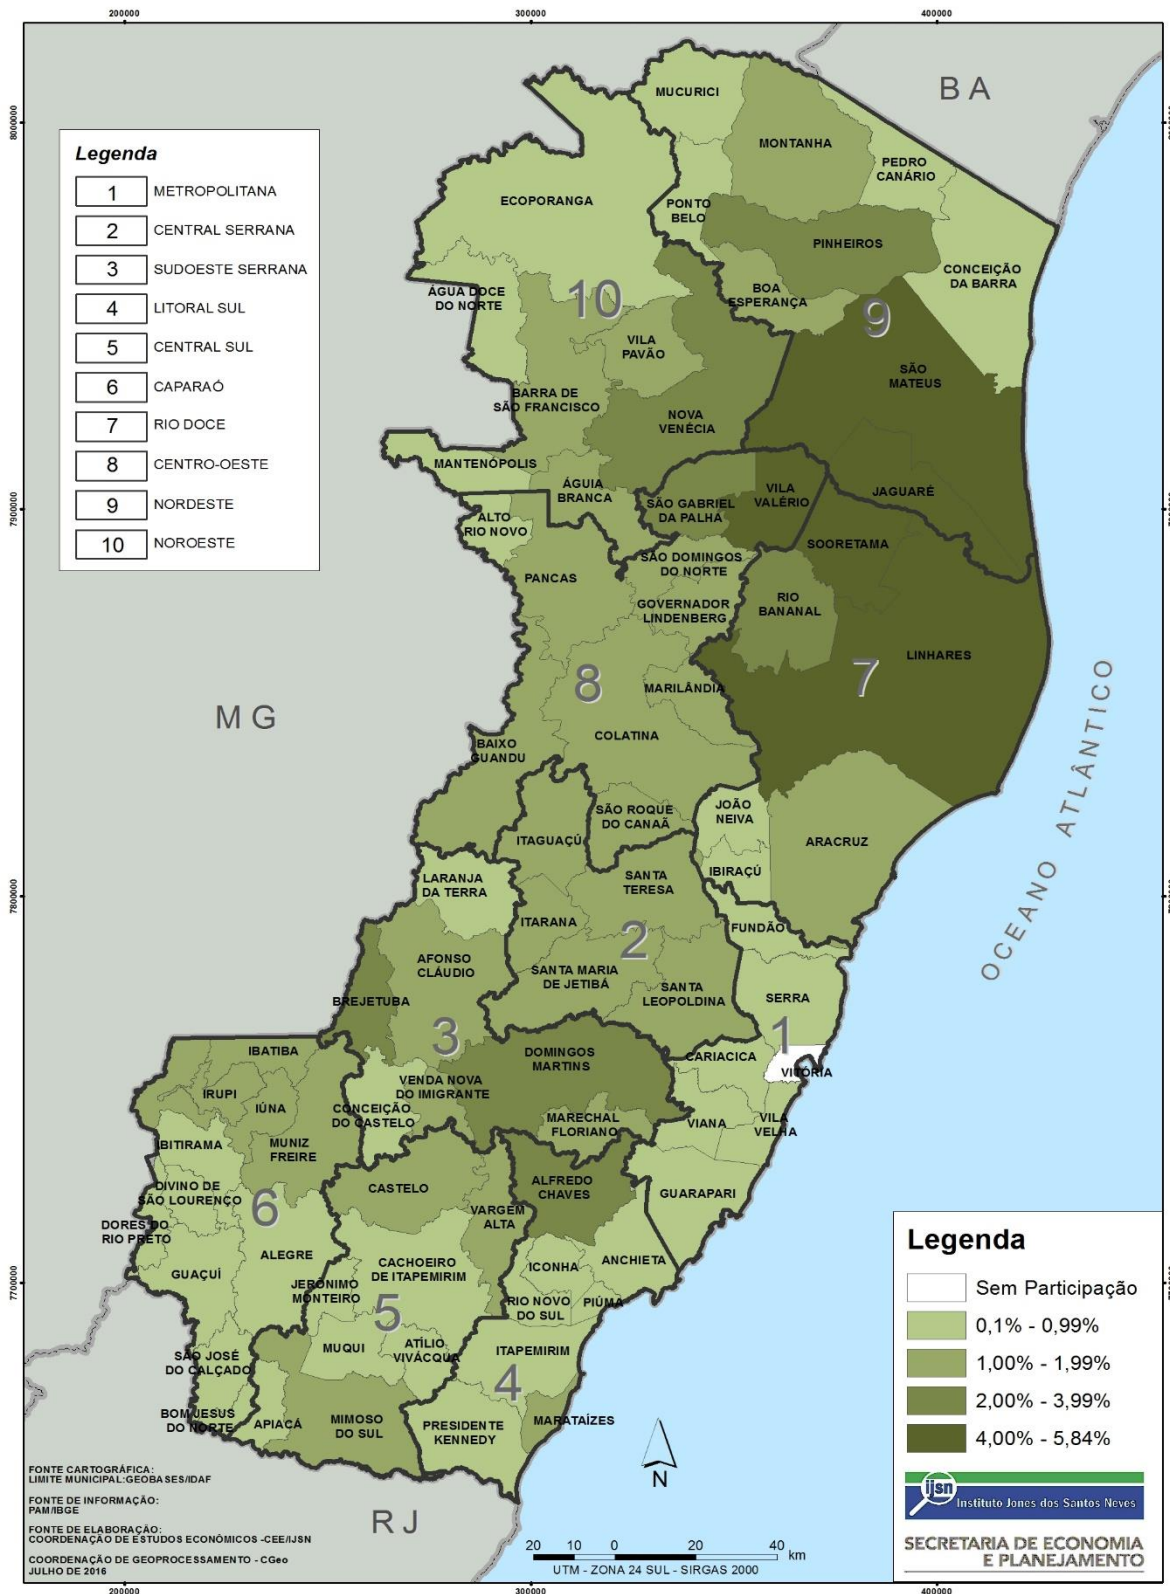 200000
300000
400000
8000000
7900000
7800000
7700000
BA
MG
RJ
OCEANO ATLÂNTICO
Legenda
1 METROPOLITANA
2 CENTRAL SERRANA
3 SUDOESTE SERRANA
4 LITORAL SUL
5 CENTRAL SUL
6 CAPARAÓ
7 RIO DOCE
8 CENTRO-OESTE
9 NORDESTE
10 NOROESTE
MUCURICI
MONTANHA
PEDRO
CANÁRIO
ECOPORANGA
PONTO
BELO
PINHEIROS
CONCEIÇÃO
DA BARRA
ÁGUA DOCE
DO NORTE
10
BOA
ESPERANÇA
9
VILA
PAVÃO
SÃO
MATEUS
BARRA DE
SÃO FRANCISCO
NOVA
VENÉCIA
MANTENÓPOLIS
ÁGUIA
BRANCA
SÃO GABRIEL
DA PALHA
VILA
VALÉRIO
JAGUARÉ
ALTO
RIO NOVO
SOORETAMA
PANCAS
SÃO DOMINGOS
DO NORTE
GOVERNADOR
LINDENBERG
RIO
BANANAL
LINHARES
7
8
MARILÂNDIA
COLATINA
BAIXO
GUANDU
SÃO ROQUE
DO CANAÃ
JOÃO
NEIVA
ITAGUAÇÚ
ARACRUZ
IBIRAÇÚ
LARANJA
DA TERRA
SANTA
TERESA
ITARANA
2
FUNDÃO
AFONSO
CLÁUDIO
SANTA MARIA
DE JETIBÁ
SANTA
LEOPOLDINA
SERRA
BREJETUBA
3
1
IBATIBA
DOMINGOS
MARTINS
CARIACICA
VITÓRIA
IRUPI
IÚNA
VENDA NOVA
DO IMIGRANTE
CONCEIÇÃO
DO CASTELO
MARECHAL
FLORIANO
VIANA
VILA
VELHA
IBITIRAMA
MUNIZ
FREIRE
DIVINO DE
SÃO LOURENÇO
6
CASTELO
ALFREDO
CHAVES
GUARAPARI
VARGEM
ALTA
DORES DO
RIO PRETO
ALEGRE
GUAÇUÍ
CACHOEIRO
DE ITAPEMIRIM
ICONHA
ANCHIETA
JERÔNIMO
MONTEIRO
5
RIO NOVO
DO SUL
PIÚMA
MUQUI
ATÍLIO
VIVÁCQUA
ITAPEMIRIM
SÃO JOSÉ
DO CALÇADO
4
BOM JESUS
DO NORTE
APIACÁ
MIMOSO
DO SUL
PRESIDENTE
KENNEDY
MARATAÍZES
Legenda
Sem Participação
0,1% - 0,99%
1,00% - 1,99%
2,00% - 3,99%
4,00% - 5,84%
ijsn
Instituto Jones dos Santos Neves
SECRETARIA DE ECONOMIA
E PLANEJAMENTO
N
20 10 0 20 40
km
UTM - ZONA 24 SUL - SIRGAS 2000
FONTE CARTOGRÁFICA:
LIMITE MUNICIPAL:GEOBASES/IDAF
FONTE DE INFORMAÇÃO:
PAM/IBGE
FONTE DE ELABORAÇÃO:
COORDENAÇÃO DE ESTUDOS ECONÔMICOS -CEE/IJSN
COORDENAÇÃO DE GEOPROCESSAMENTO - CGeo
JULHO DE 2016
200000
300000
400000